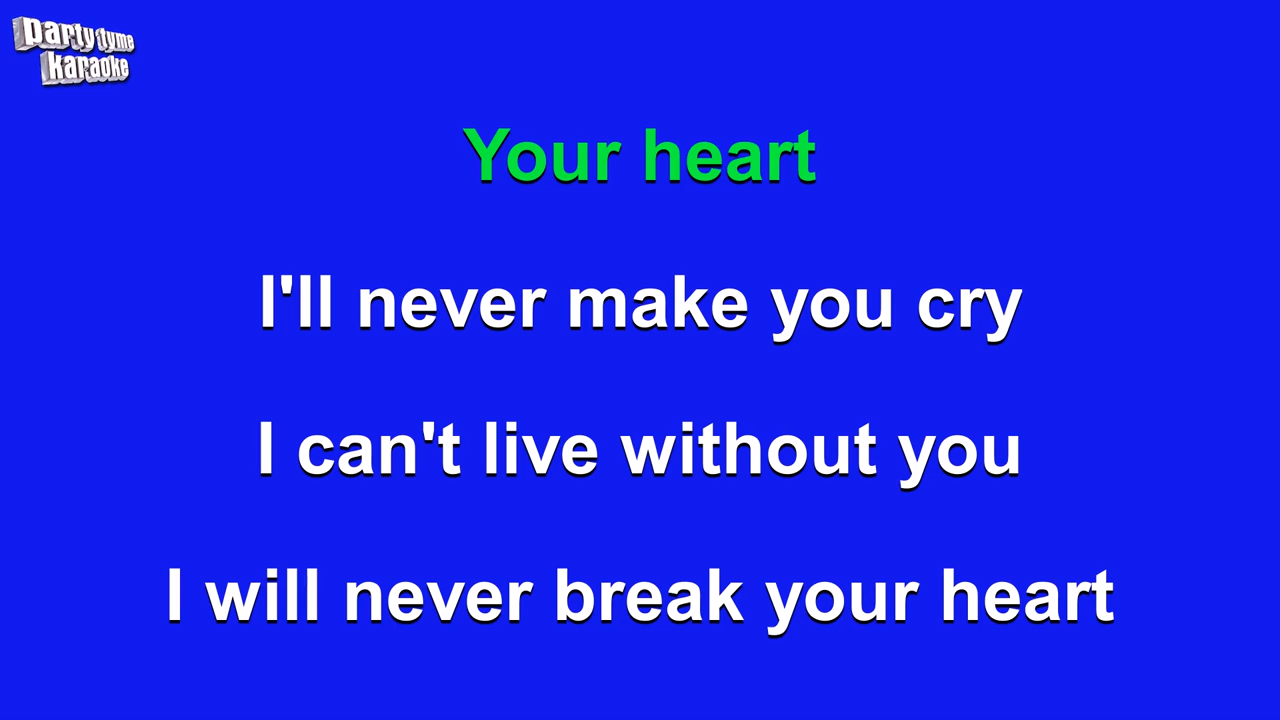 party tyme
karaoke
Your heart
I'll never make you cry
I can't live without you
I will never break your heart